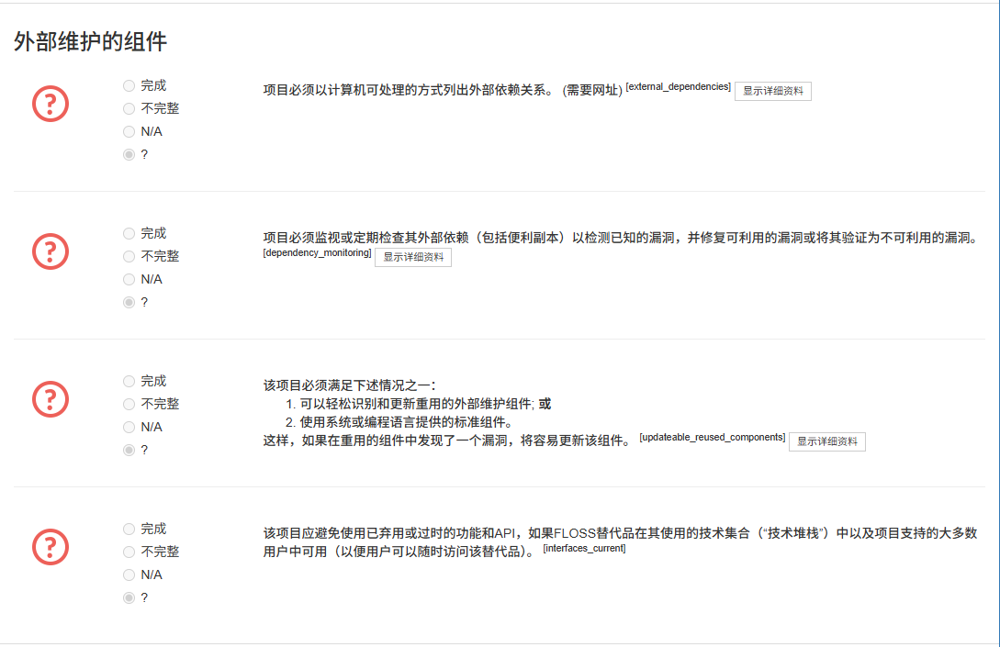 外部维护的组件
完成
不完整
N/A
?
项目必须以计算机可处理的方式列出外部依赖关系。 (需要网址) [external_dependencies] 显示详细资料
完成
不完整
N/A
?
项目必须监视或定期检查其外部依赖（包括便利副本）以检测已知的漏洞，并修复可利用的漏洞或将其验证为不可利用的漏洞。
[dependency_monitoring] 显示详细资料
完成
不完整
N/A
?
该项目必须满足下述情况之一：
1. 可以轻松识别和更新重用的外部维护组件; 或
2. 使用系统或编程语言提供的标准组件。
这样，如果在重用的组件中发现了一个漏洞，将容易更新该组件。 [updateable_reused_components] 显示详细资料
完成
不完整
N/A
?
该项目应避免使用已弃用或过时的功能和API，如果FLOSS替代品在其使用的技术集合（“技术堆栈”）中以及项目支持的大多数
用户中可用（以便用户可以随时访问该替代品）。 [interfaces_current]